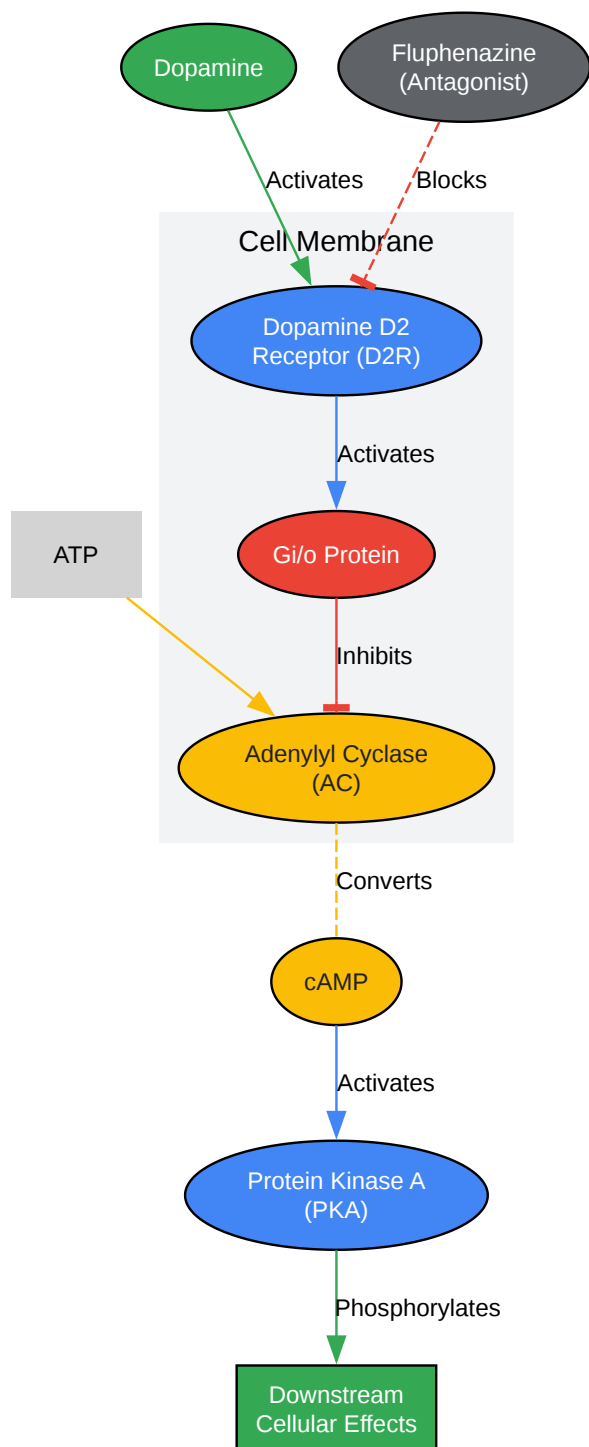 Dopamine
Fluphenazine
(Antagonist)
Activates
Blocks
Cell Membrane
Dopamine D2
Receptor (D2R)
Activates
ATP
Gi/o Protein
Inhibits
Adenylyl Cyclase
(AC)
Converts
cAMP
Activates
Protein Kinase A
(PKA)
Phosphorylates
Downstream
Cellular Effects